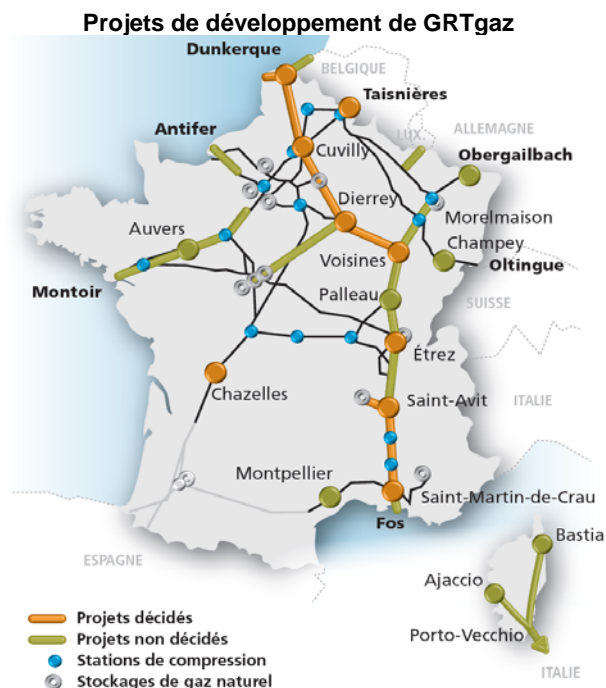 Projets de développement de GRTgaz
Dunkerque
BELGIQUE
Taisnières
Antifer
LUX.
ALLEMAGNE
Cuvilly
Obergailbach
Dierrey
Auvers
Morelmaison
Champey
Voisines
Oltingue
Montoir
Palleau
SUISSE
Étrez
Chazelles
Saint-Avit
ITALIE
Montpellier
Saint-Martin-de-Crau
Fos
Bastia
ESPAGNE
Ajaccio
Projets décidés
Porto-Vecchio
Projets non décidés
Stations de compression
ITALIE
Stockages de gaz naturel